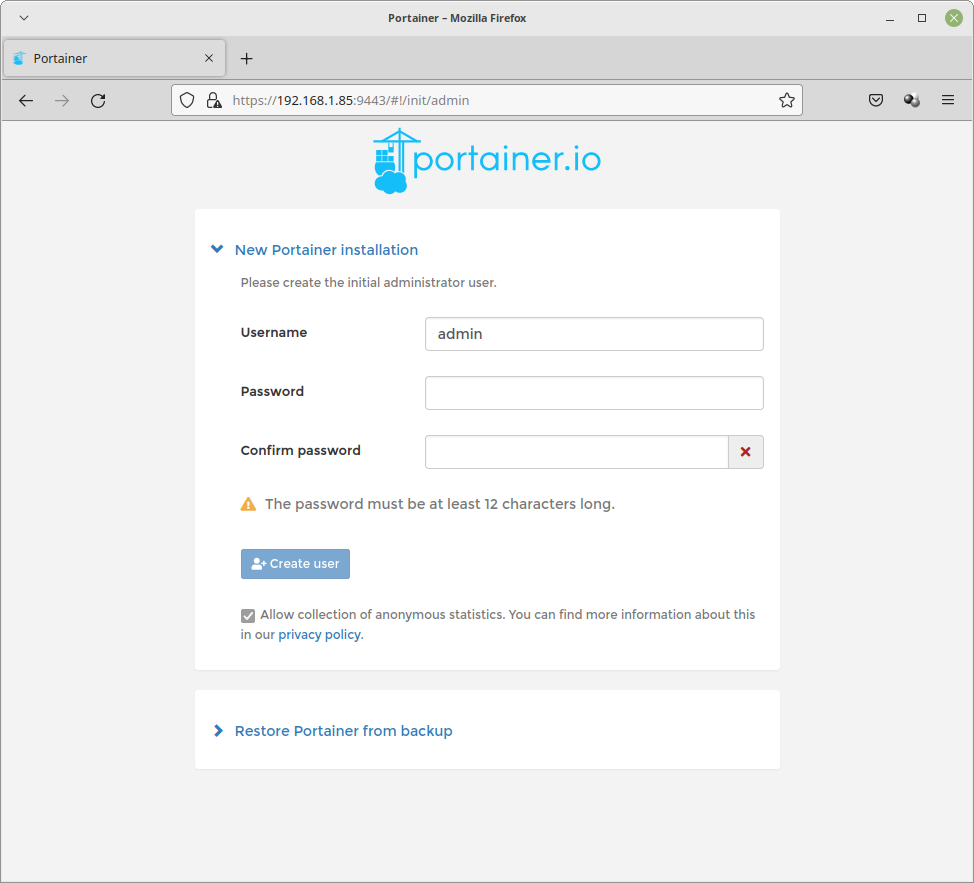 Portainer – Mozilla Firefox
Portainer
https://192.168.1.85:9443/#!/init/admin
portainer.io
New Portainer installation
Please create the initial administrator user.
Username
admin
Password
Confirm password
The password must be at least 12 characters long.
Create user
Allow collection of anonymous statistics. You can find more information about this
in our privacy policy.
Restore Portainer from backup